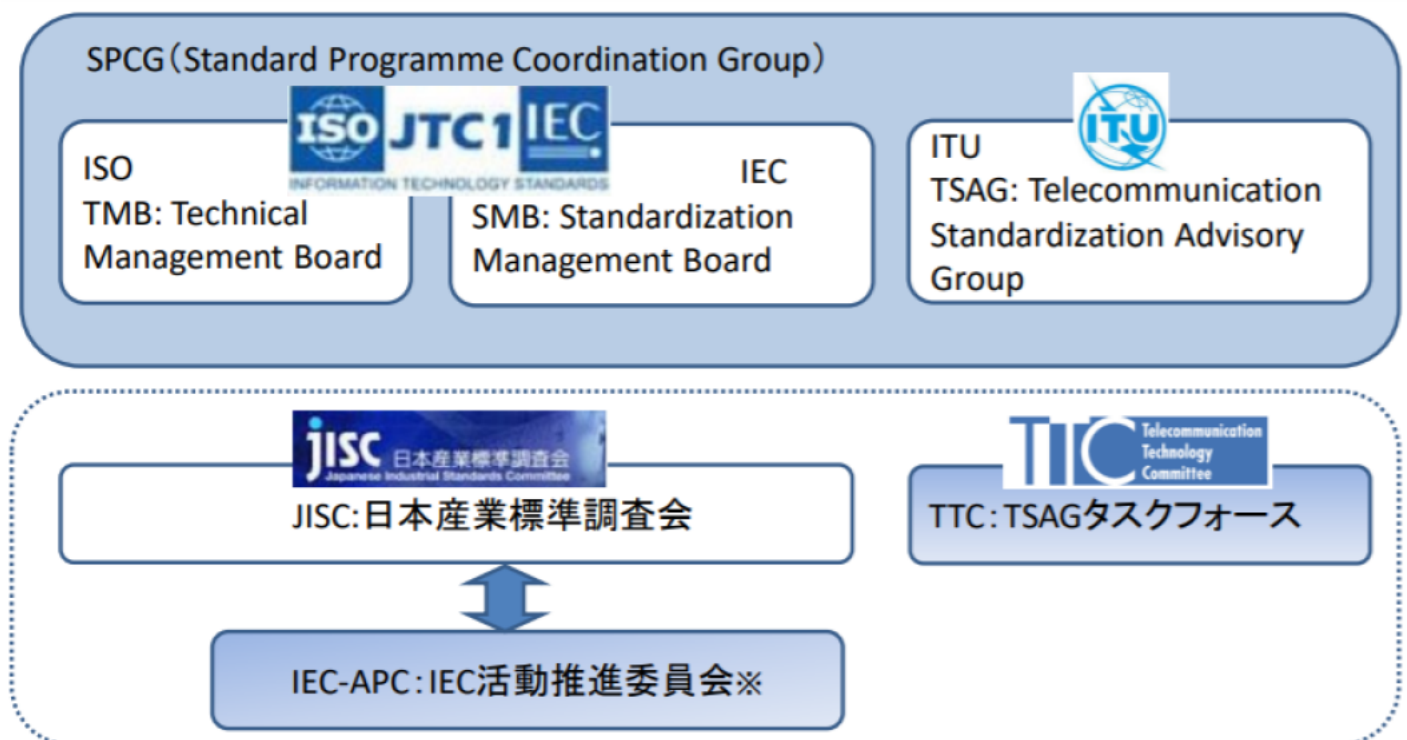 SPCG（Standard Programme Coordination Group）
ISO JTC1 IEC
INFORMATION TECHNOLOGY STANDARDS
ISO
TMB: Technical
Management Board
IEC
SMB: Standardization
Management Board
ITU
ITU
TSAG: Telecommunication
Standardization Advisory
Group
jISC 日本産業標準調査会
Japanese Industrial Standards Committee
JISC:日本産業標準調査会
TTC Telecommunication
Technology
Committee
TTC：TSAGタスクフォース
IEC-APC：IEC活動推進委員会※